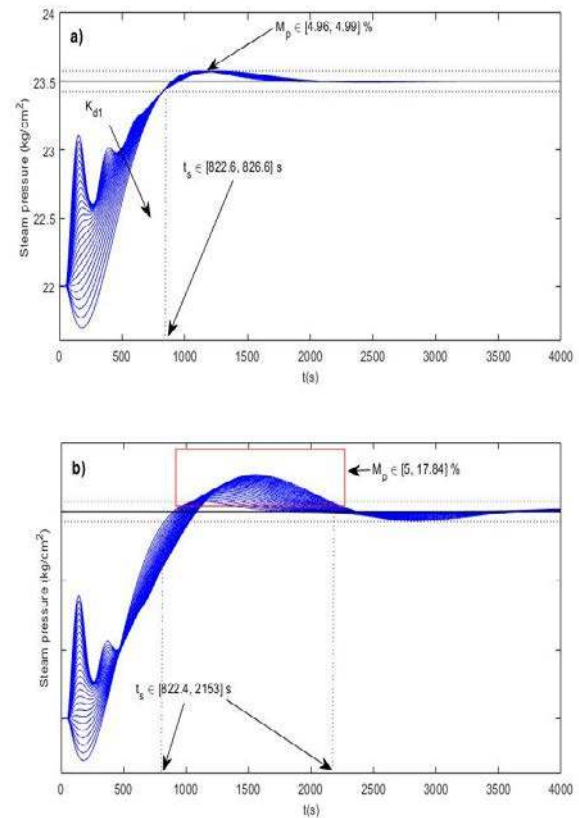 a)
M_p ∈ [4.96, 4.99] %
K_d1
t_s ∈ [822.6, 826.6] s
Steam pressure (kg/cm²)
24
23.5
23
22.5
22
0 500 1000 1500 2000 2500 3000 3500 4000
t(s)
b)
M_p ∈ [5, 17.84] %
t_s ∈ [822.4, 2153] s
Steam pressure (kg/cm²)
0 500 1000 1500 2000 2500 3000 3500 4000
t(s)